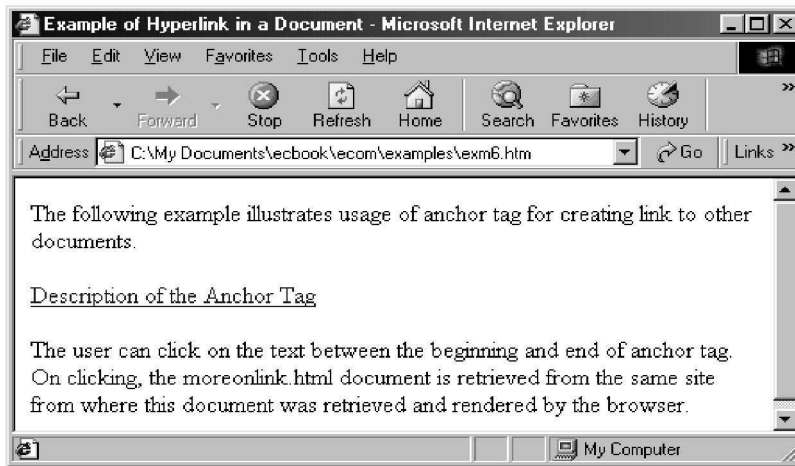 Example of Hyperlink in a Document - Microsoft Internet Explorer
File Edit View Favorites Tools Help
Back Forward Stop Refresh Home Search Favorites History »
Address C:\My Documents\ecbook\ecom\examples\exm6.htm Go Links »
The following example illustrates usage of anchor tag for creating link to other
documents.
Description of the Anchor Tag
The user can click on the text between the beginning and end of anchor tag.
On clicking, the moreonlink.html document is retrieved from the same site
from where this document was retrieved and rendered by the browser.
My Computer